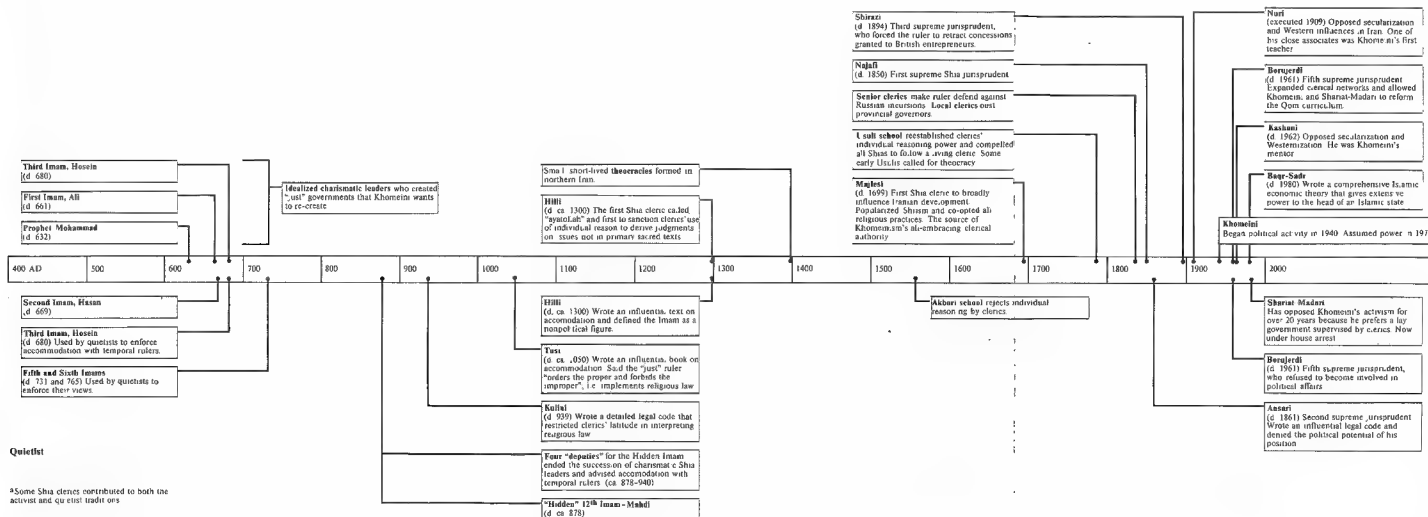 Third Imam, Hosein
(d 680)
First Imam, Ali
(d 661)
Prophet Mohammad
(d 632)
Idealized charismatic leaders who created
"just" governments that Khomeini wants
to re-create
Small short-lived theocracies formed in
northern Iran.
Hilli
(d. ca 1300) The first Shia cleric called
"ayatollah" and first to sanction clerics' use
of individual reason to derive judgments
on issues not in primary sacred texts
Shirazi
(d 1894) Third supreme jurisprudent,
who forced the ruler to retract concessions
granted to British entrepreneurs.
Najafi
(d. 1850) First supreme Shia jurisprudent
Senior clerics make ruler defend against
Russian incursions. Local clerics oust
provincial governors.
Usuli school reestablished clerics'
individual reasoning power and compelled
all Shias to follow a living cleric Some
early Usulis called for theocracy
Majlesi
(d. 1699) First Shia cleric to broadly
influence Iranian development
Popularized Shiism and co-opted all
religious practices. The source of
Khomeinism's all-embracing clerical
authority
Nuri
(executed 1909) Opposed secularization
and Western influences in Iran. One of
his close associates was Khomeini's first
teacher
Borujerdi
(d. 1961) Fifth supreme jurisprudent
Expanded clerical networks and allowed
Khomeini and Shariat-Madari to reform
the Qom curriculum.
Kashani
(d. 1962) Opposed secularization and
Westernization He was Khomeini's
mentor
Baqr-Sadr
(d 1980) Wrote a comprehensive Islamic
economic theory that gives extensive
power to the head of an Islamic state
Khomeini
Began political activity in 1940 Assumed power in 197
400 AD
500
600
700
800
900
1000
1100
1200
1300
1400
1500
1600
1700
1800
1900
2000
Second Imam, Hasan
(d 669)
Third Imam, Hosein
(d 680) Used by quietists to enforce
accommodation with temporal rulers.
Fifth and Sixth Imams
(d 731 and 765) Used by quietists to
enforce their views.
Hilli
(d. ca 1300) Wrote an influential text on
accomodation and defined the Imam as a
nonpolitical figure.
Tusi
(d ca 1050) Wrote an influential book on
accommodation Said the "just" ruler
"orders the proper and forbids the
improper", i.e. implements religious law
Kulini
(d. 939) Wrote a detailed legal code that
restricted clerics' latitude in interpreting
religious law
Four "deputies" for the Hidden Imam
ended the succession of charismatic Shia
leaders and advised accomodation with
temporal rulers (ca 878-940)
"Hidden" 12th Imam-Mahdi
(d ca 878)
Akbari school rejects individual
reasoning by clerics.
Shariat Madari
Has opposed Khomeini's activism for
over 20 years because he prefers a lay
government supervised by clerics. Now
under house arrest
Borujerdi
(d 1961) Fifth supreme jurisprudent,
who refused to become involved in
political affairs
Ansari
(d 1861) Second supreme jurisprudent
Wrote an influential legal code and
denied the political potential of his
position
Quietist
ªSome Shia clerics contributed to both the
activist and quietist traditions